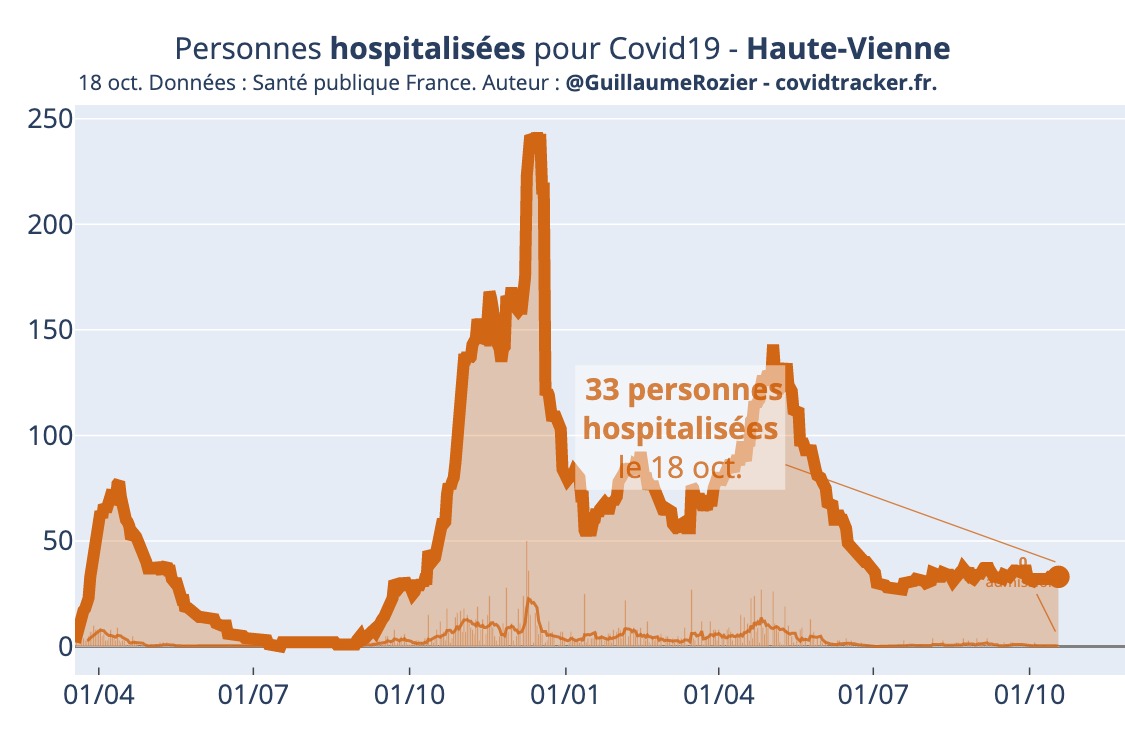 Personnes hospitalisées pour Covid19 - Haute-Vienne
18 oct. Données : Santé publique France. Auteur : @GuillaumeRozier - covidtracker.fr.
250
200
150
100
50
0
33 personnes
hospitalisées
le 18 oct.
0
01/04
01/07
01/10
01/01
01/04
01/07
01/10